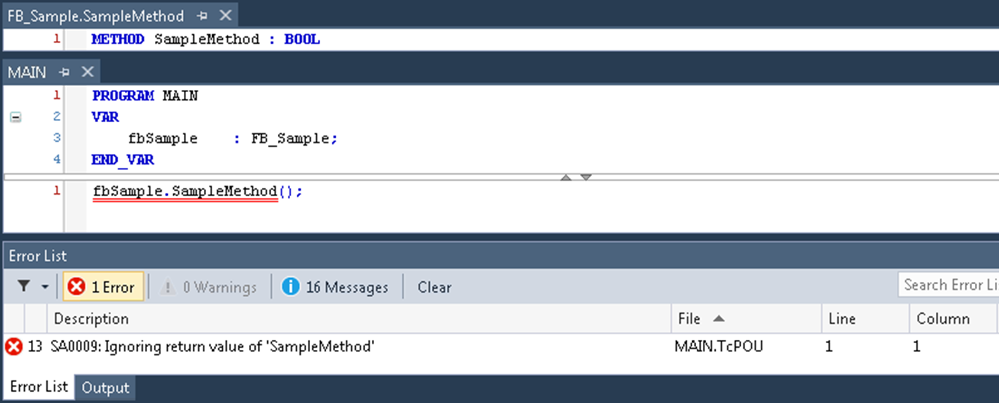 FB_Sample.SampleMethod
1 METHOD SampleMethod : BOOL
MAIN
1 PROGRAM MAIN
2 VAR
3 fbSample : FB_Sample;
4 END_VAR
1 fbSample.SampleMethod();
Error List
1 Error 0 Warnings 16 Messages Clear Search Error Li
Description File Line Column
13 SA0009: Ignoring return value of 'SampleMethod' MAIN.TcPOU 1 1
Error List Output